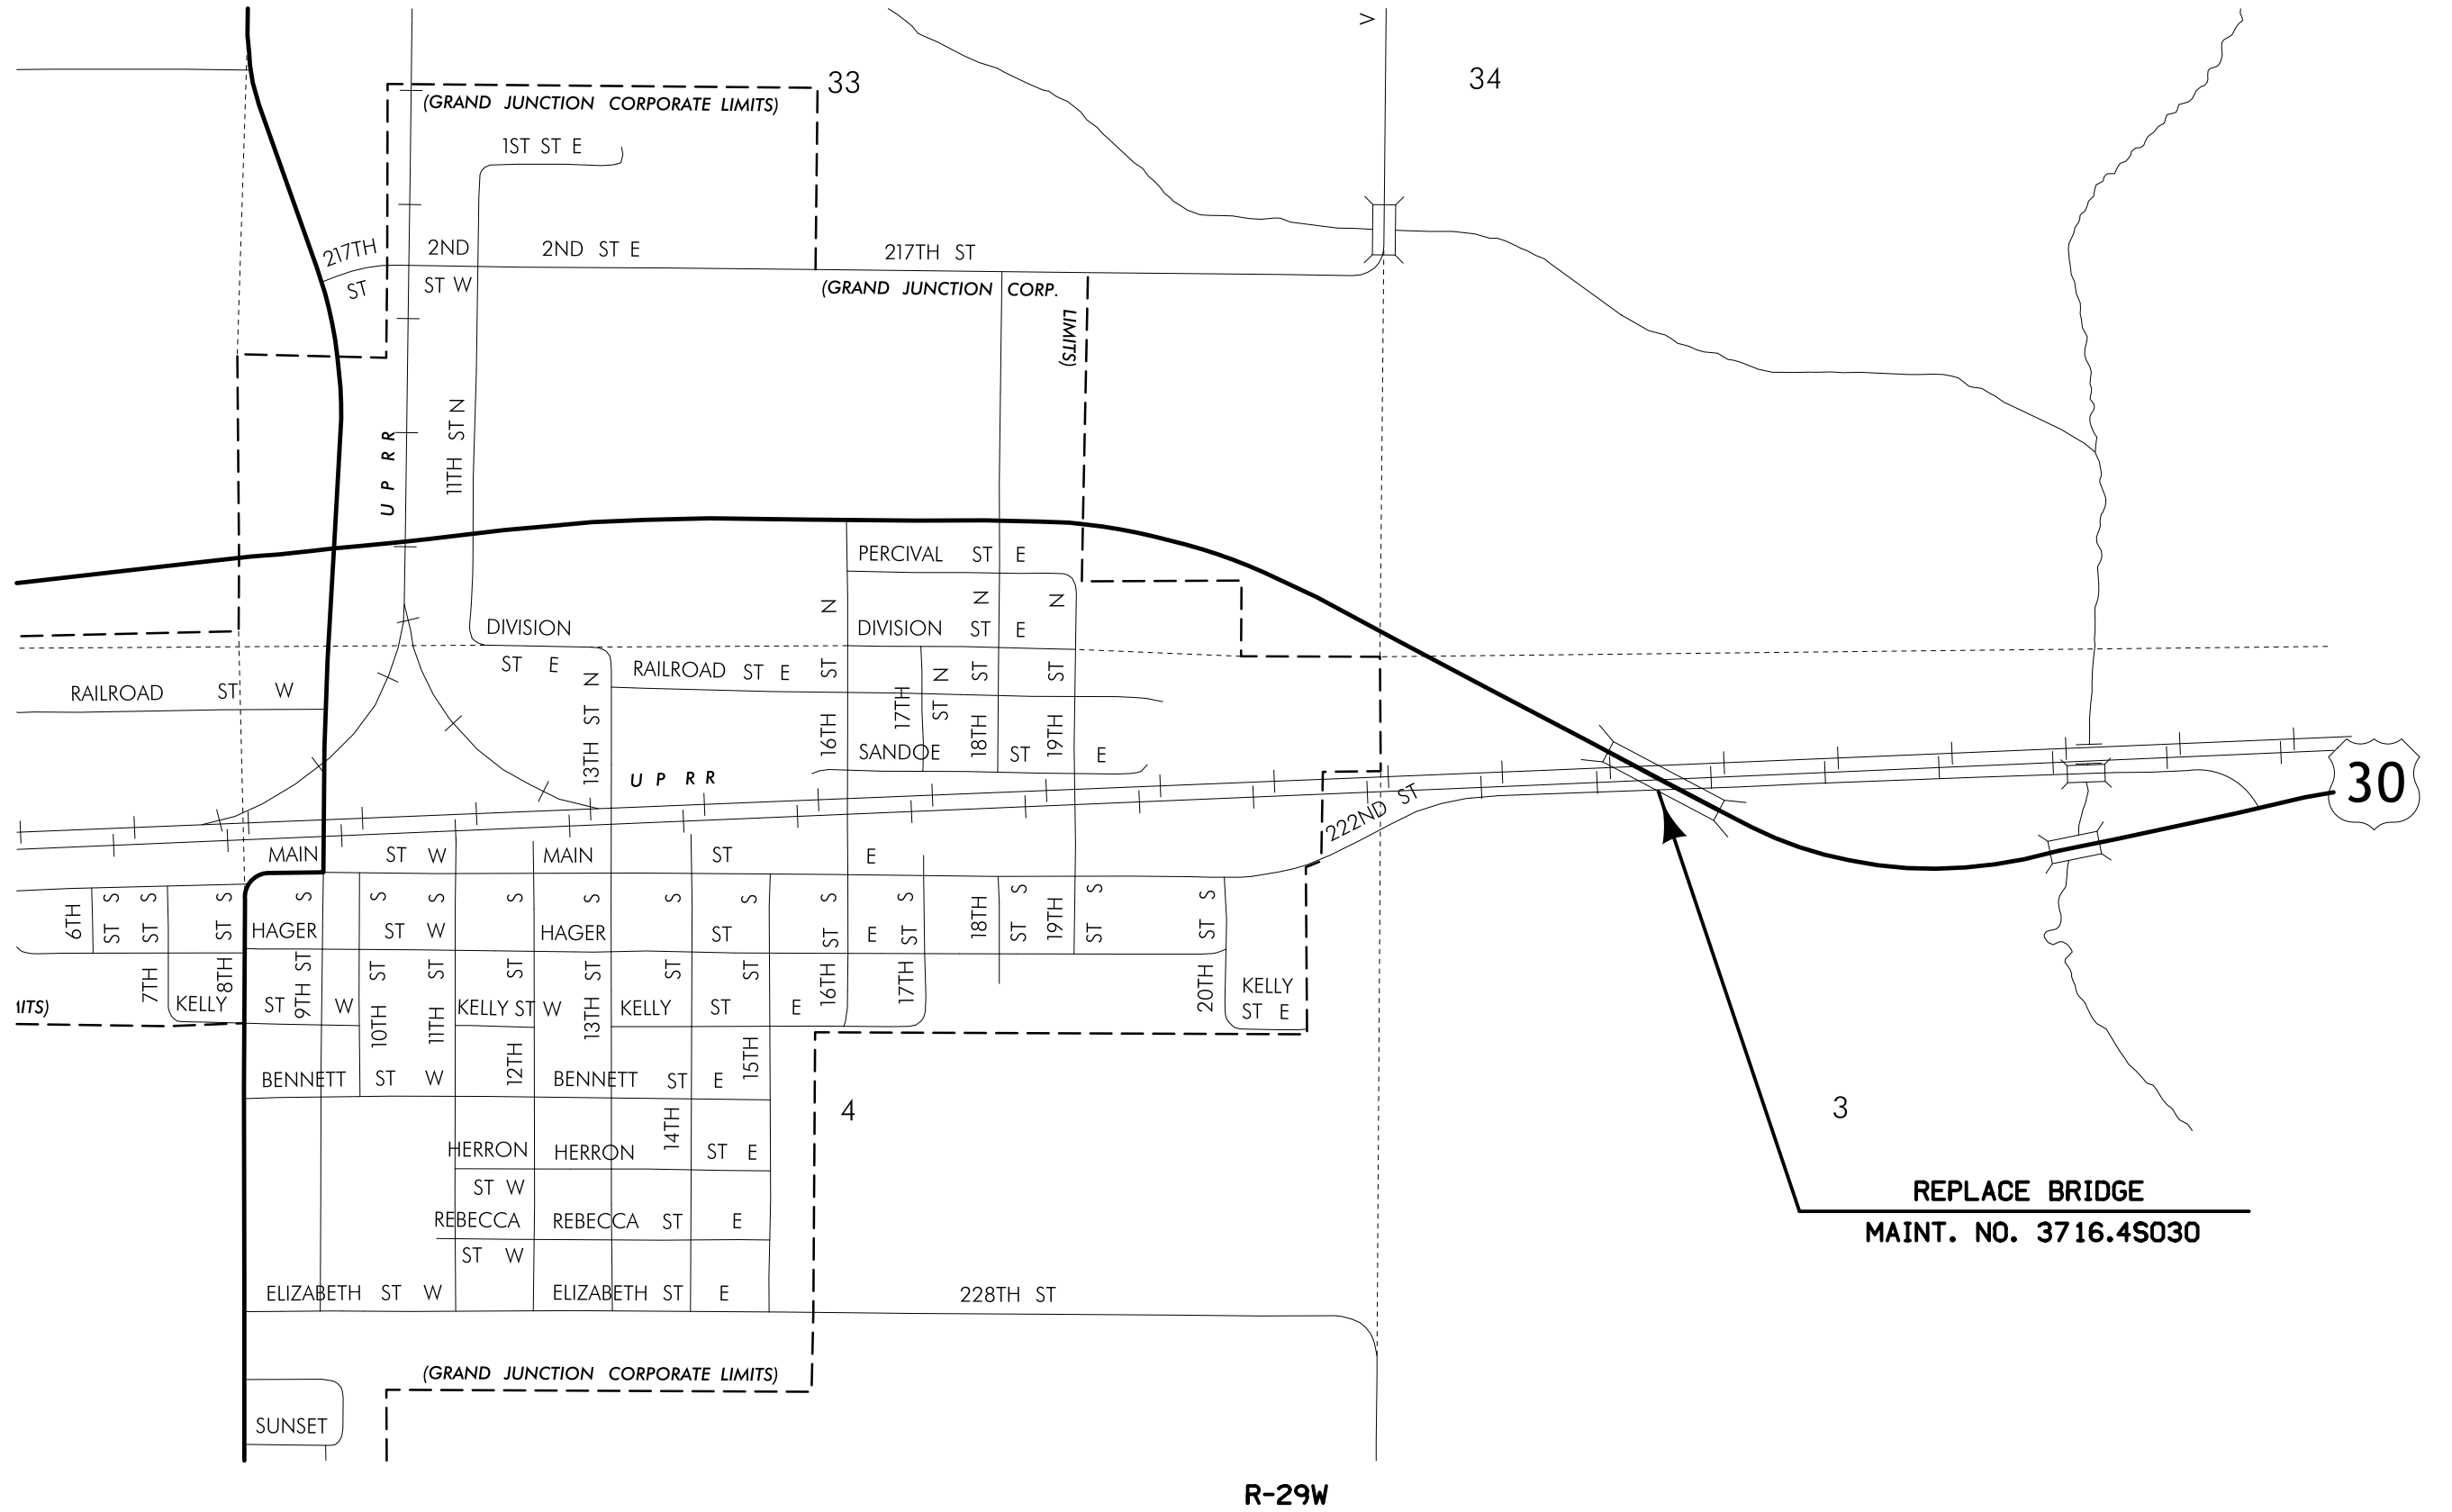 V
33
34
(GRAND JUNCTION CORPORATE LIMITS)
1ST ST E
217TH
ST
2ND
ST W
2ND ST E
217TH ST
(GRAND JUNCTION CORP.
LIMITS)
U P R R
11TH ST N
PERCIVAL ST E
DIVISION
ST E
DIVISION ST E
RAILROAD ST W
RAILROAD ST E
13TH ST N
16TH ST N
17TH
ST N
18TH ST N
19TH ST N
SANDOE ST E
U P R R
222ND ST
30
MAIN ST W
MAIN ST E
6TH
ST S
7TH ST S
8TH ST S
9TH ST S
10TH ST S
11TH ST S
12TH ST S
13TH ST S
14TH ST S
15TH ST S
16TH ST S
17TH ST S
18TH
ST S
19TH
ST S
20TH ST S
HAGER ST W
HAGER ST E
KELLY ST W
KELLY ST W
KELLY ST E
KELLY
ST E
ITS)
BENNETT ST W
BENNETT ST E
4
3
HERRON
ST W
HERRON ST E
REBECCA
ST W
REBECCA ST E
REPLACE BRIDGE
MAINT. NO. 3716.4S030
ELIZABETH ST W
ELIZABETH ST E
228TH ST
(GRAND JUNCTION CORPORATE LIMITS)
SUNSET
R-29W